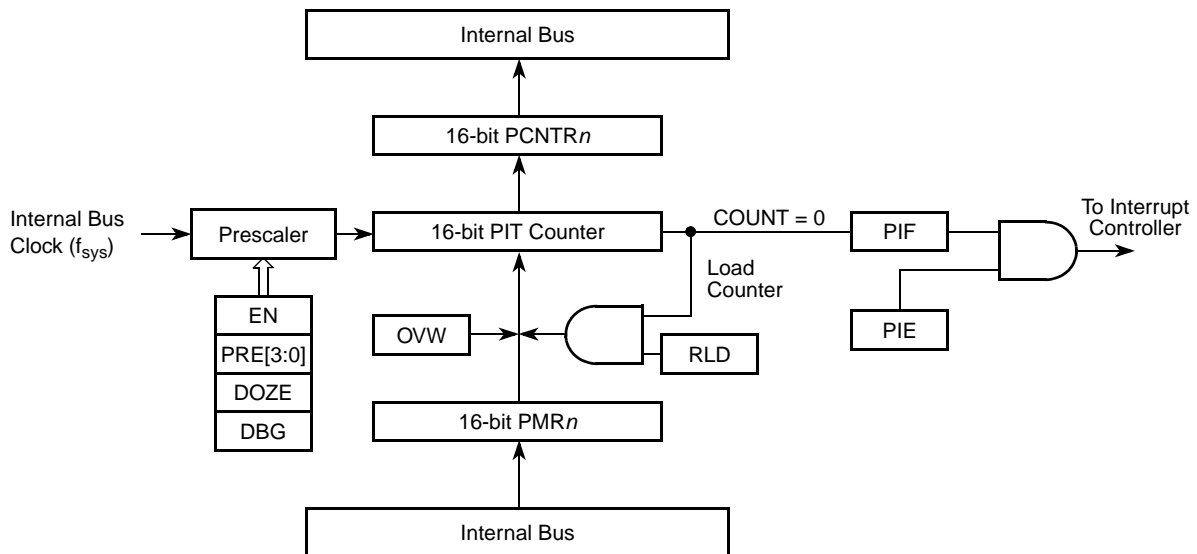 Internal Bus
16-bit PCNTRn
Internal Bus
Clock (fsys)
Prescaler
16-bit PIT Counter
COUNT = 0
PIF
To Interrupt
Controller
Load
Counter
EN
PRE[3:0]
DOZE
DBG
OVW
RLD
PIE
16-bit PMRn
Internal Bus